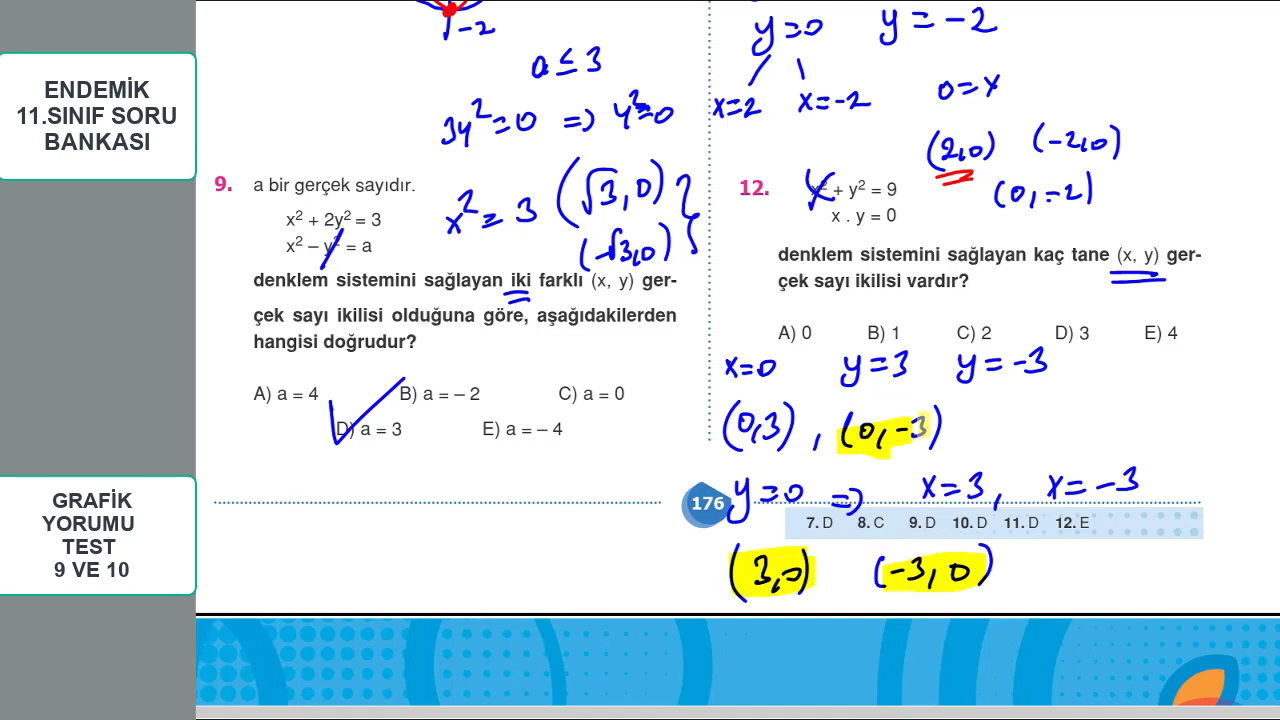 ENDEMİK
11.SINIF SORU
BANKASI
GRAFİK
YORUMU
TEST
9 VE 10
-2
a ≤ 3
3y² = 0 => y² = 0
9. a bir gerçek sayıdır.
x² + 2y² = 3
x² – y² = a
x² = 3 (√3, 0)
(-√3, 0)
denklem sistemini sağlayan iki farklı (x, y) ger-
çek sayı ikilisi olduğuna göre, aşağıdakilerden
hangisi doğrudur?
A) a = 4 B) a = – 2 C) a = 0
D) a = 3 E) a = – 4
y = 0 y = -2
x = 2 x = -2 0 = x
(2,0) (-2,0)
(0, -2)
12. x² + y² = 9
x . y = 0
denklem sistemini sağlayan kaç tane (x, y) ger-
çek sayı ikilisi vardır?
A) 0 B) 1 C) 2 D) 3 E) 4
x = 0 y = 3 y = -3
(0,3) , (0, -3)
y = 0 => x = 3, x = -3
176
7. D 8. C 9. D 10. D 11. D 12. E
(3,0) (-3, 0)